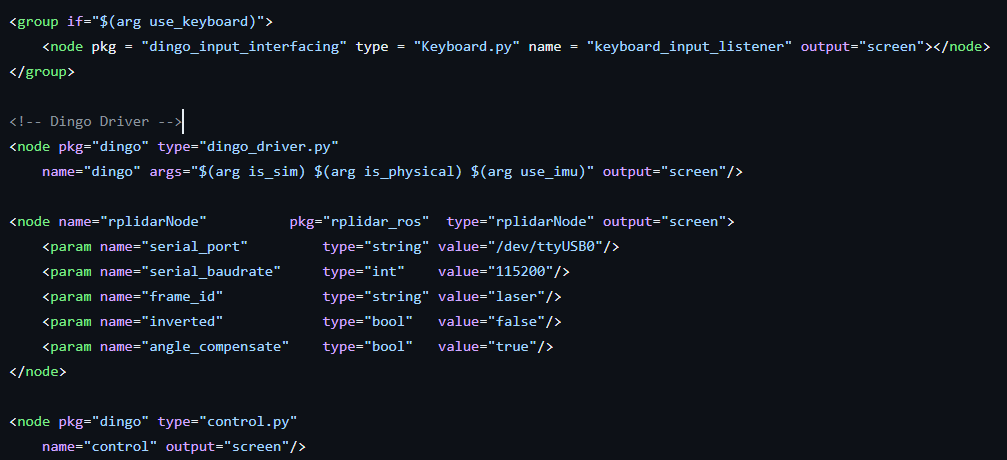 <group if="$(arg use_keyboard)">
    <node pkg = "dingo_input_interfacing" type = "Keyboard.py" name = "keyboard_input_listener" output="screen"></node>
</group>

<!-- Dingo Driver -->
<node pkg="dingo" type="dingo_driver.py"
    name="dingo" args="$(arg is_sim) $(arg is_physical) $(arg use_imu)" output="screen"/>

<node name="rplidarNode"          pkg="rplidar_ros"  type="rplidarNode" output="screen">
    <param name="serial_port"         type="string" value="/dev/ttyUSB0"/>
    <param name="serial_baudrate"     type="int"    value="115200"/>
    <param name="frame_id"            type="string" value="laser"/>
    <param name="inverted"            type="bool"   value="false"/>
    <param name="angle_compensate"    type="bool"   value="true"/>
</node>

<node pkg="dingo" type="control.py"
    name="control" output="screen"/>